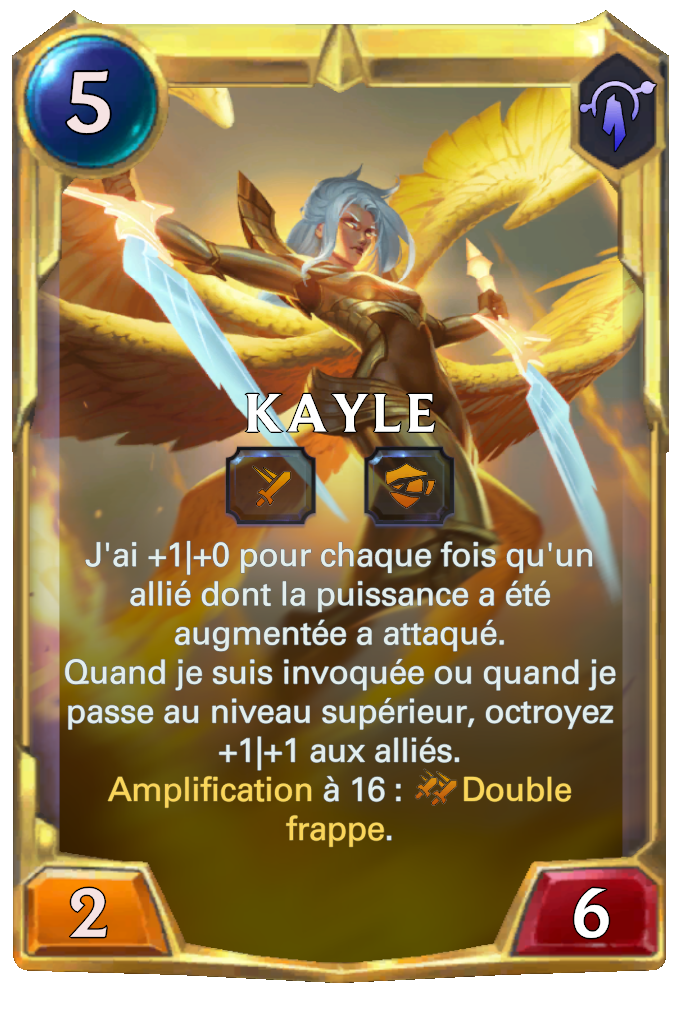 5
KAYLE
J'ai +1|+0 pour chaque fois qu'un
allié dont la puissance a été
augmentée a attaqué.
Quand je suis invoquée ou quand je
passe au niveau supérieur, octroyez
+1|+1 aux alliés.
Amplification à 16 : Double
frappe.
2
6